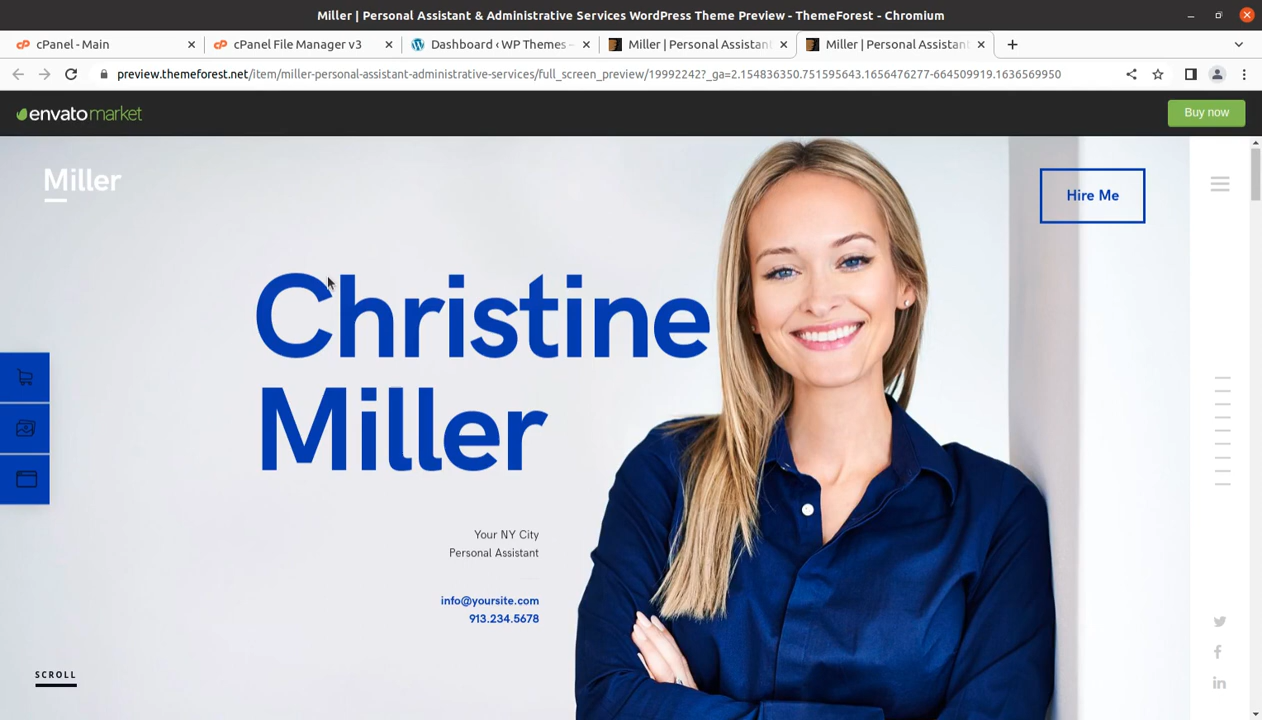 Miller | Personal Assistant & Administrative Services WordPress Theme Preview - ThemeForest - Chromium
cPanel - Main
cPanel File Manager v3
Dashboard ‹ WP Themes –
Miller | Personal Assistant
Miller | Personal Assistant
preview.themeforest.net/item/miller-personal-assistant-administrative-services/full_screen_preview/19992242?_ga=2.154836350.751595643.1656476277-664509919.1636569950
envatomarket
Buy now
Miller
Hire Me
Christine
Miller
Your NY City
Personal Assistant
info@yoursite.com
913.234.5678
SCROLL